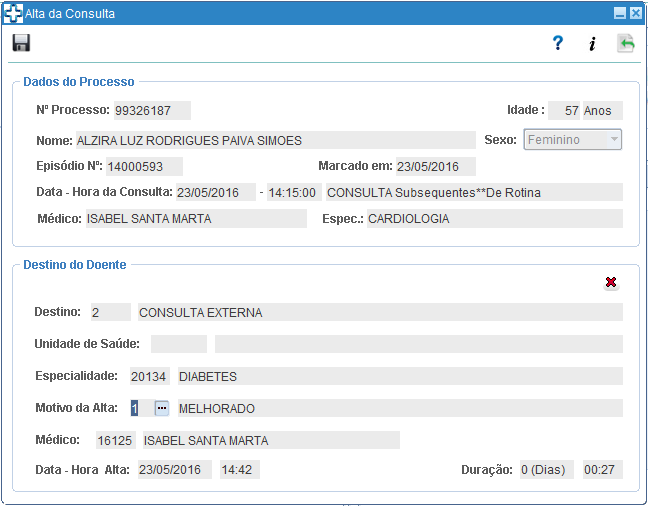 Alta da Consulta
? i
Dados do Processo
Nº Processo: 99326187 Idade : 57 Anos
Nome: ALZIRA LUZ RODRIGUES PAIVA SIMOES Sexo: Feminino
Episódio Nº: 14000593 Marcado em: 23/05/2016
Data - Hora da Consulta: 23/05/2016 - 14:15:00 CONSULTA Subsequentes**De Rotina
Médico: ISABEL SANTA MARTA Espec.: CARDIOLOGIA
Destino do Doente
Destino: 2 CONSULTA EXTERNA
Unidade de Saúde:
Especialidade: 20134 DIABETES
Motivo da Alta: 1 ... MELHORADO
Médico: 16125 ISABEL SANTA MARTA
Data - Hora Alta: 23/05/2016 14:42 Duração: 0 (Dias) 00:27